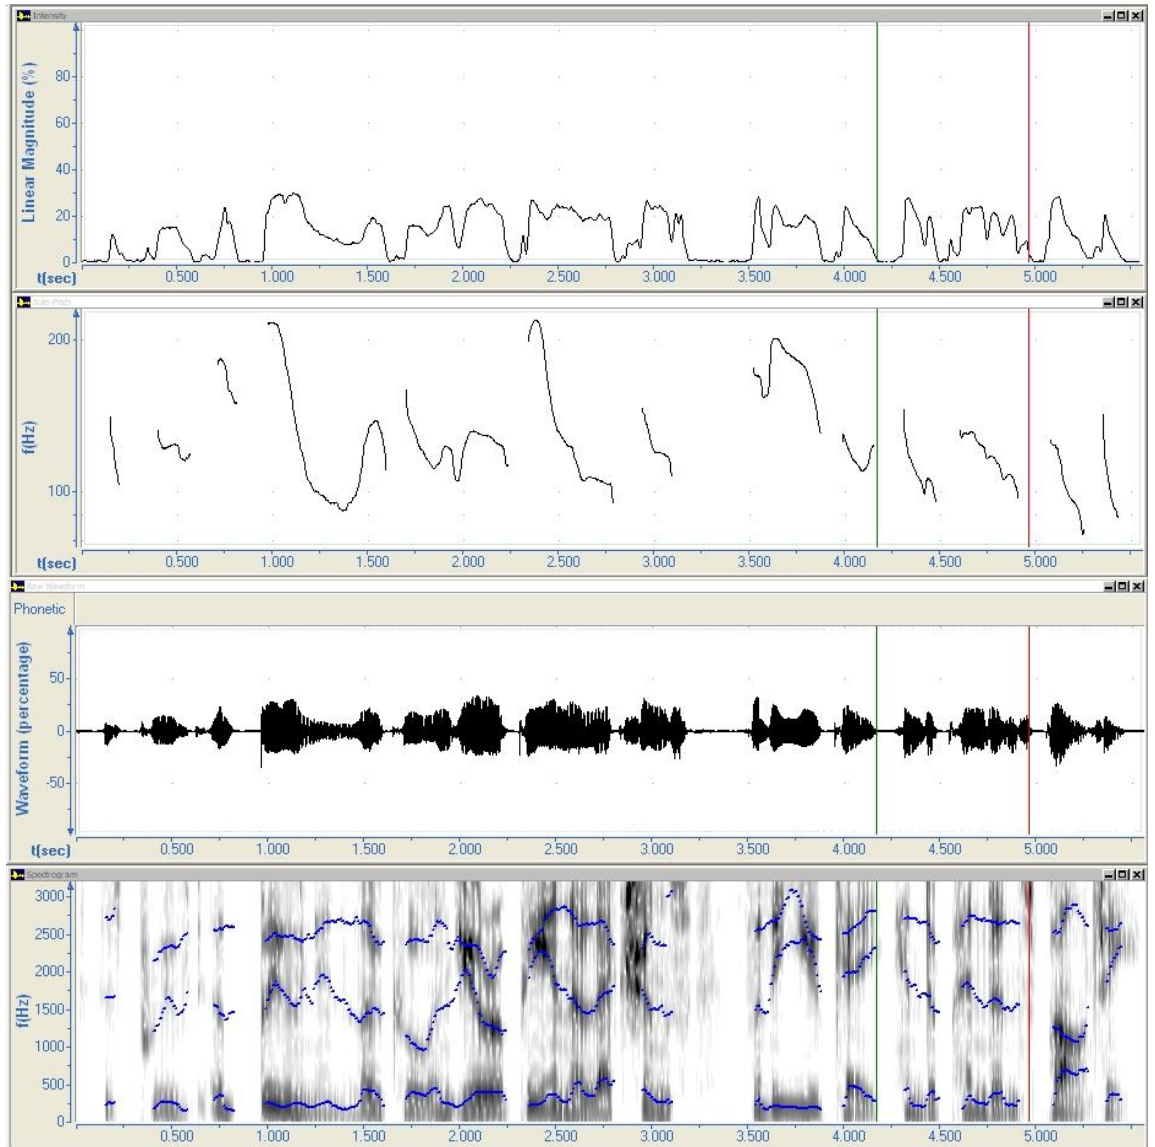 Intensity
Linear Magnitude (%)
80
60
40
20
0
t(sec) 0.500 1.000 1.500 2.000 2.500 3.000 3.500 4.000 4.500 5.000
Auto Pitch
f(Hz)
200
100
t(sec) 0.500 1.000 1.500 2.000 2.500 3.000 3.500 4.000 4.500 5.000
Raw Waveform
Phonetic
Waveform (percentage)
50
0
-50
t(sec) 0.500 1.000 1.500 2.000 2.500 3.000 3.500 4.000 4.500 5.000
Spectrogram
f(Hz)
3000
2500
2000
1500
1000
500
0
0.500 1.000 1.500 2.000 2.500 3.000 3.500 4.000 4.500 5.000